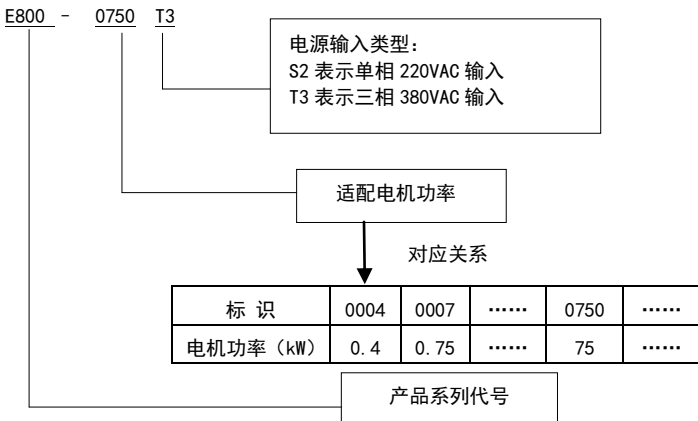 E800 - 0750 T3
电源输入类型：
S2 表示单相 220VAC 输入
T3 表示三相 380VAC 输入
适配电机功率
对应关系
标 识 0004 0007 …… 0750 ……
电机功率（kW） 0.4 0.75 …… 75 ……
产品系列代号